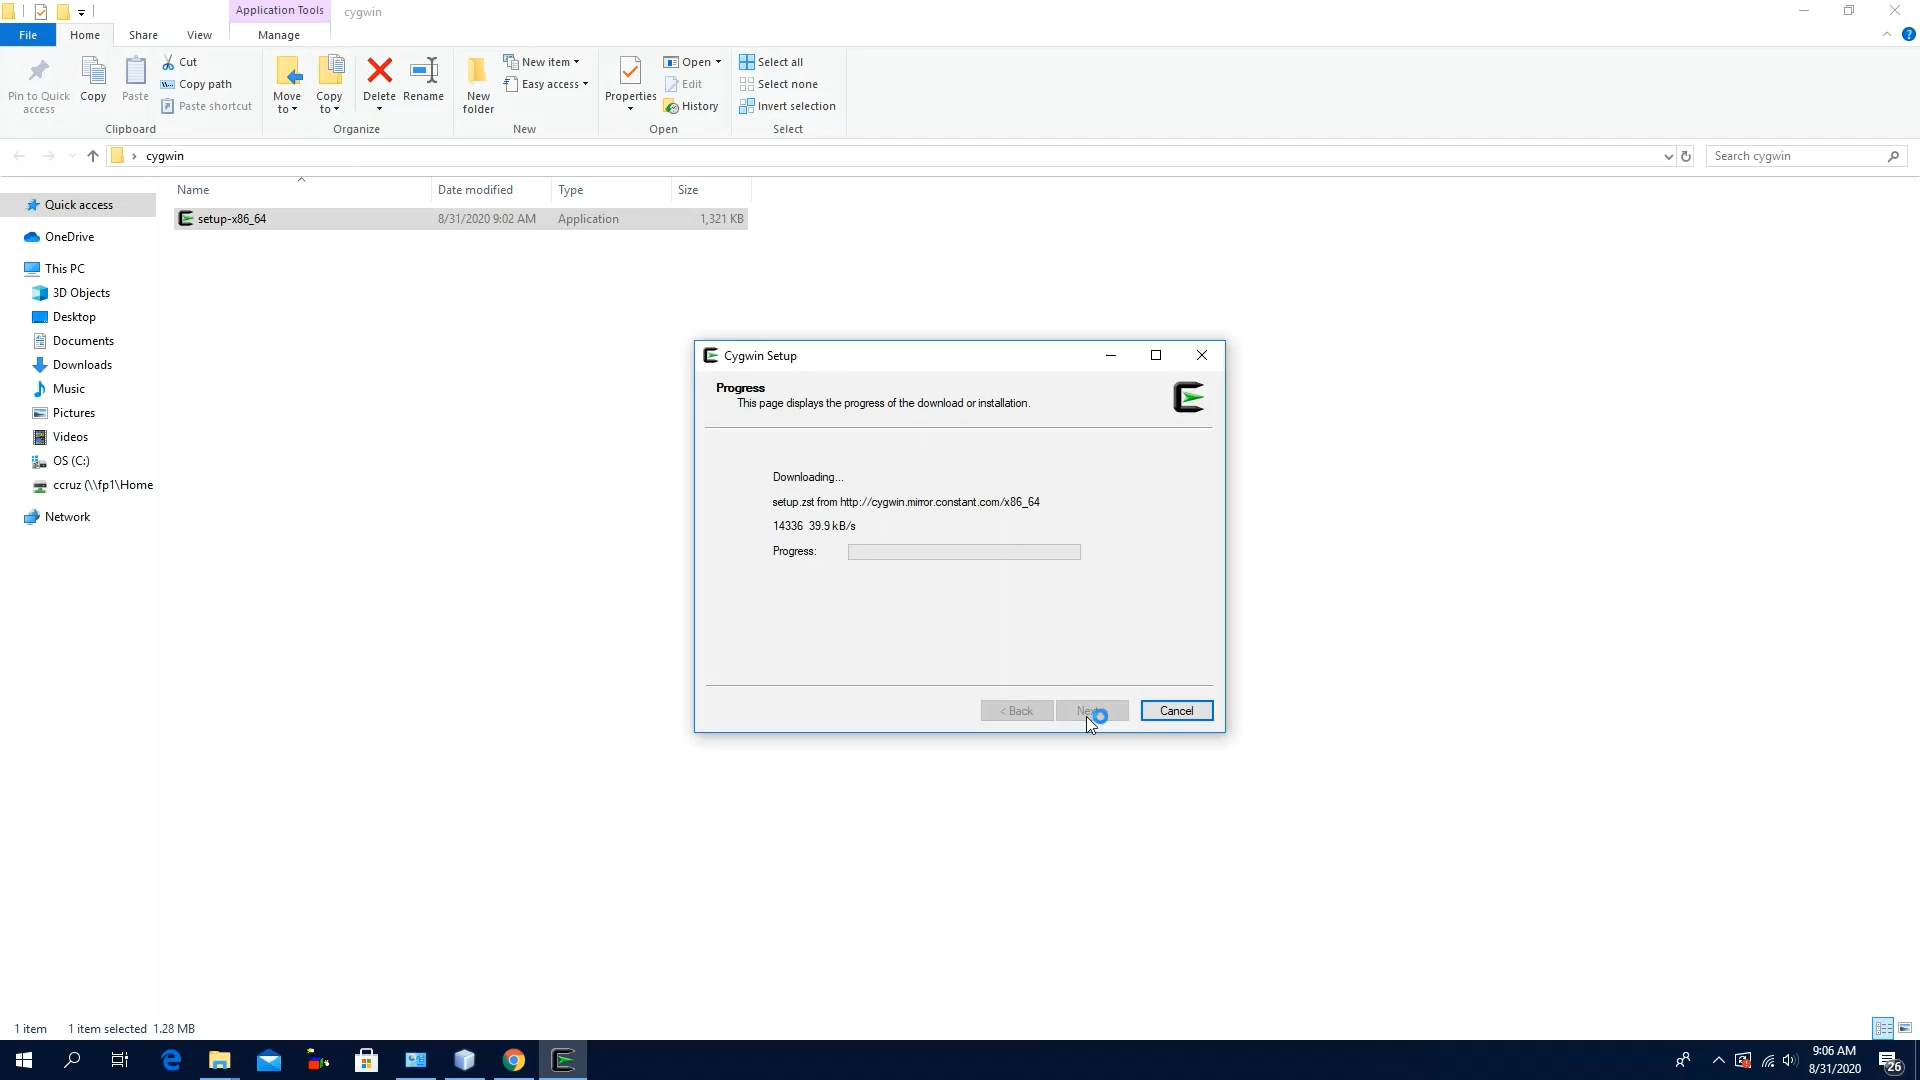 Application Tools
cygwin
File
Home
Share
View
Manage
Pin to Quick access
Copy
Paste
Cut
Copy path
Paste shortcut
Clipboard
Move to
Copy to
Delete
Rename
Organize
New folder
New item
Easy access
New
Properties
Open
Edit
History
Open
Select all
Select none
Invert selection
Select
cygwin
Search cygwin
Name
Date modified
Type
Size
setup-x86_64
8/31/2020 9:02 AM
Application
1,321 KB
Quick access
OneDrive
This PC
3D Objects
Desktop
Documents
Downloads
Music
Pictures
Videos
OS (C:)
ccruz (\\fp1\Home
Network
Cygwin Setup
Progress
This page displays the progress of the download or installation.
Downloading...
setup.zst from http://cygwin.mirror.constant.com/x86_64
14336 39.9 kB/s
Progress:
< Back
Cancel
1 item
1 item selected 1.28 MB
9:06 AM
8/31/2020
26